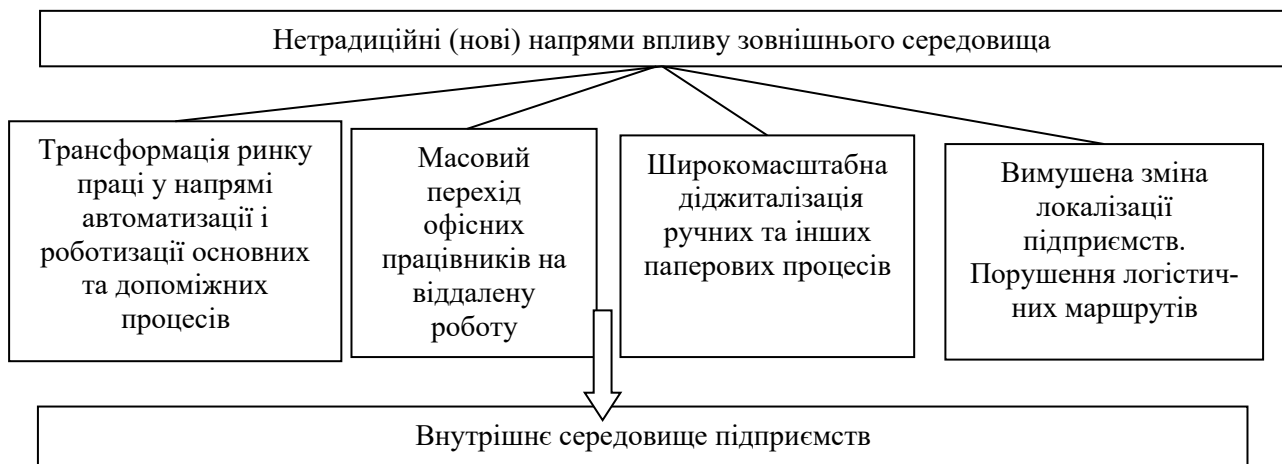 Нетрадиційні (нові) напрями впливу зовнішнього середовища
Трансформація ринку
праці у напрямі
автоматизації і
роботизації основних
та допоміжних
процесів
Масовий
перехід
офісних
працівників на
віддалену
роботу
Широкомасштабна
діджиталізація
ручних та інших
паперових процесів
Вимушена зміна
локалізації
підприємств.
Порушення логістич-
них маршрутів
Внутрішнє середовище підприємств